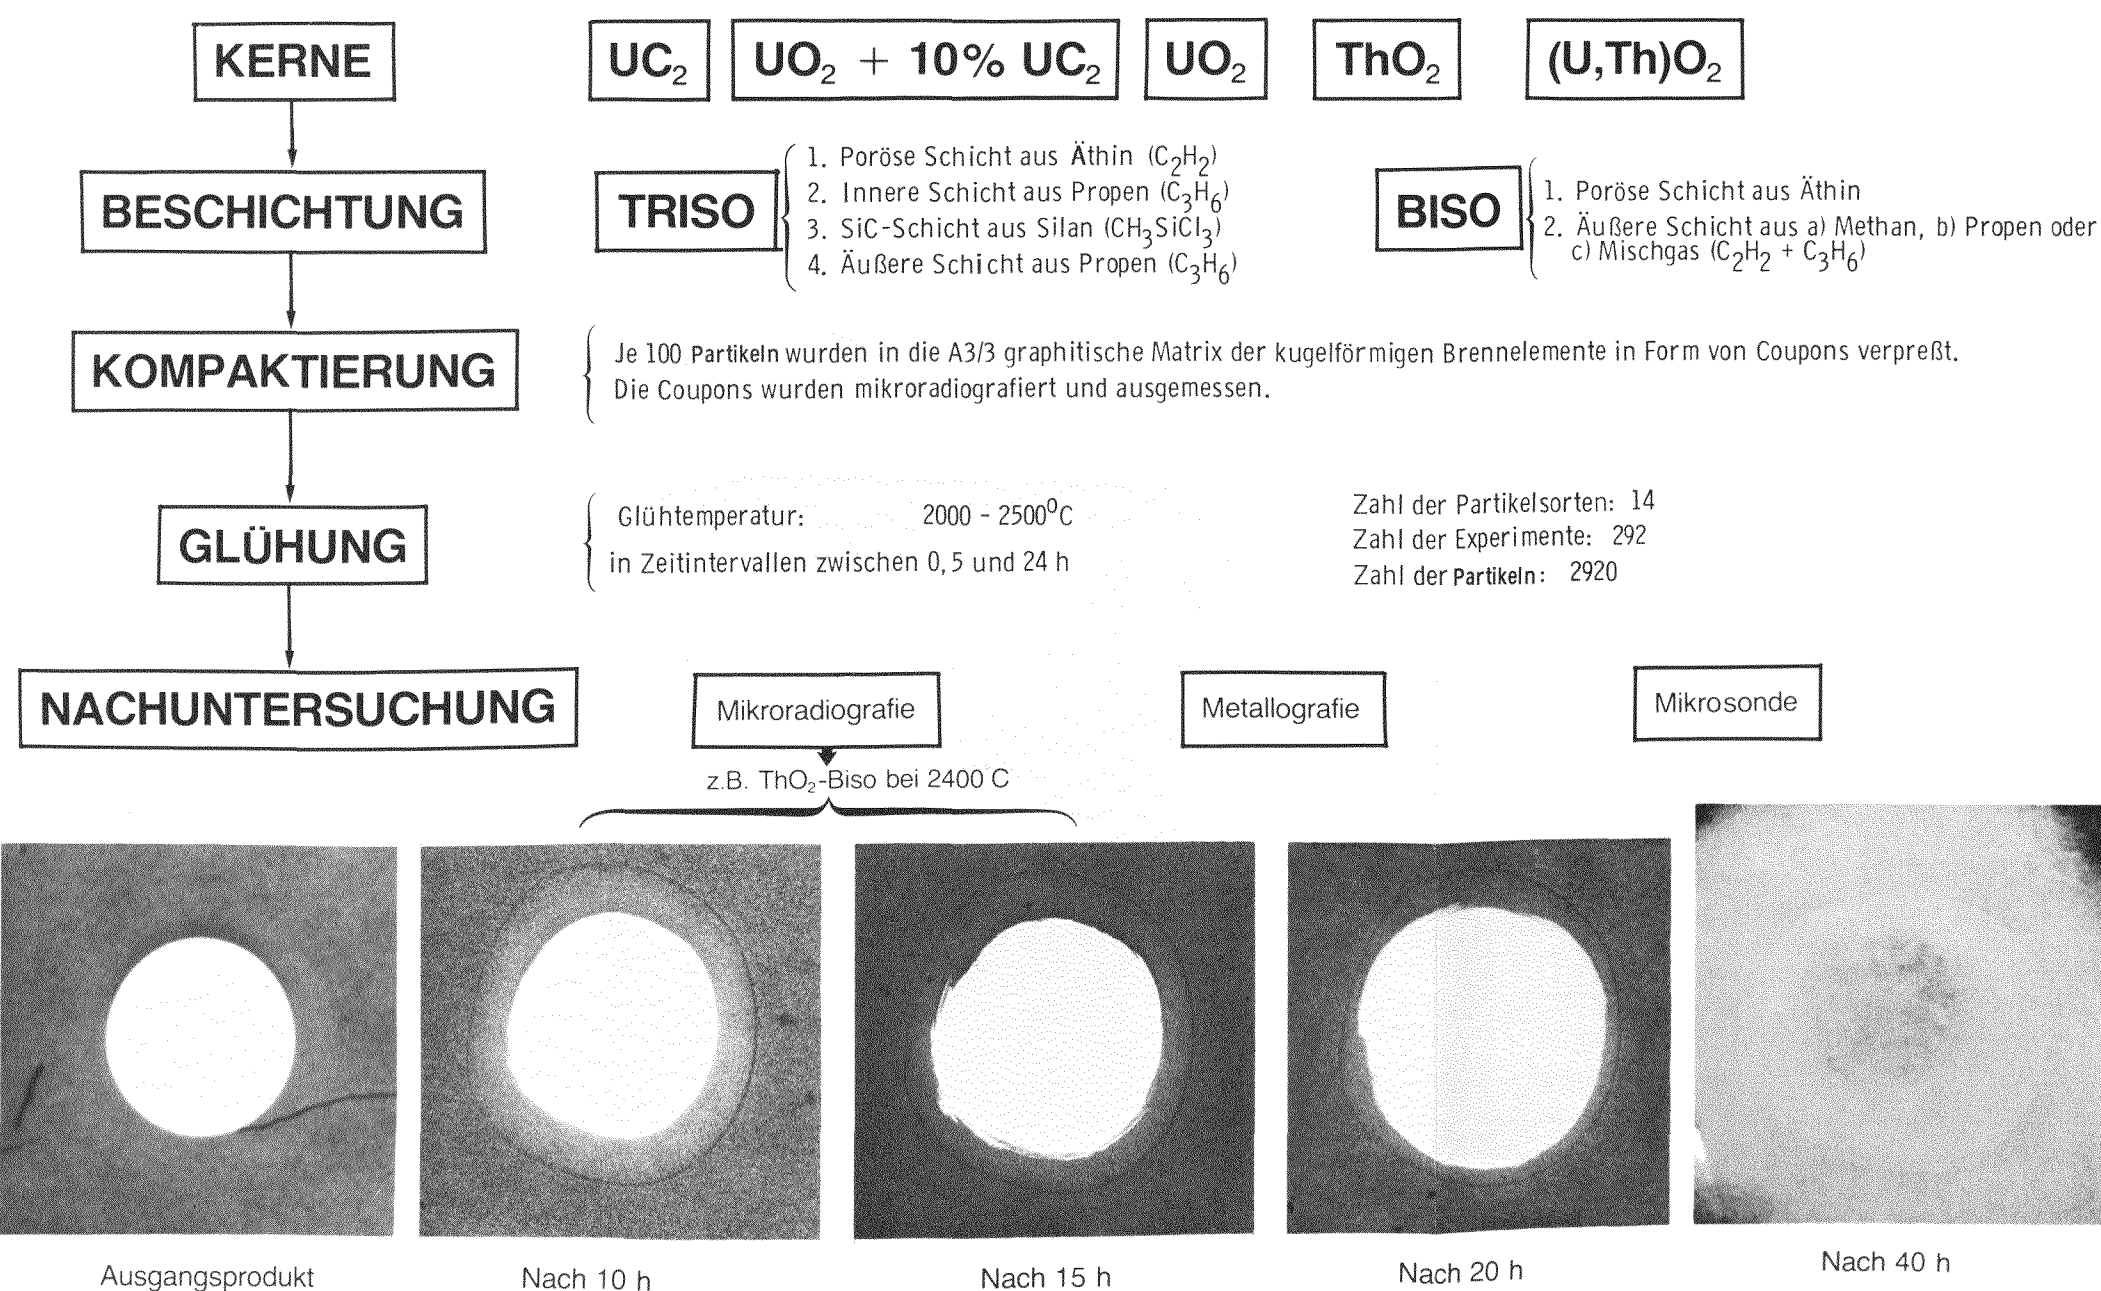 KERNE
UC₂
UO₂ + 10% UC₂
UO₂
ThO₂
(U,Th)O₂
BESCHICHTUNG
TRISO
1. Poröse Schicht aus Äthin (C₂H₂)
2. Innere Schicht aus Propen (C₃H₆)
3. SiC-Schicht aus Silan (CH₃SiCl₃)
4. Äußere Schicht aus Propen (C₃H₆)
BISO
1. Poröse Schicht aus Äthin
2. Äußere Schicht aus a) Methan, b) Propen oder
c) Mischgas (C₂H₂ + C₃H₆)
KOMPAKTIERUNG
Je 100 Partikeln wurden in die A3/3 graphitische Matrix der kugelförmigen Brennelemente in Form von Coupons verpreßt.
Die Coupons wurden mikroradiografiert und ausgemessen.
GLÜHUNG
Glühtemperatur: 2000 - 2500⁰C
in Zeitintervallen zwischen 0,5 und 24 h
Zahl der Partikelsorten: 14
Zahl der Experimente: 292
Zahl der Partikeln: 2920
NACHUNTERSUCHUNG
Mikroradiografie
Metallografie
Mikrosonde
z.B. ThO₂-Biso bei 2400 C
Ausgangsprodukt
Nach 10 h
Nach 15 h
Nach 20 h
Nach 40 h